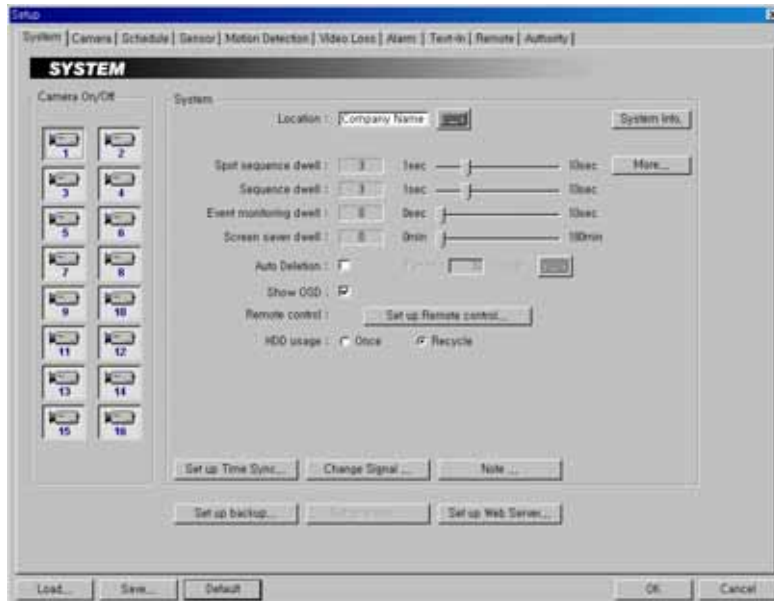 Setup
System | Camera | Schedule | Sensor | Motion Detection | Video Loss | Alarm | Text-In | Remote | Authority
SYSTEM
Camera On/Off
System
Location : Company Name
System Info.
Spot sequence dwell : 3 1sec 10sec More...
Sequence dwell : 3 1sec 10sec
Event monitoring dwell : 0 0sec 10sec
Screen saver dwell : 0 0min 180min
Auto Deletion :
Show OSD :
Remote control : Set up Remote control...
HDD usage : Once Recycle
1 2
3 4
5 6
7 8
9 10
11 12
13 14
15 16
Set up Time Sync... Change Signal ... Note ...
Set up backup... Set up Web Server...
Load... Save... Default OK Cancel